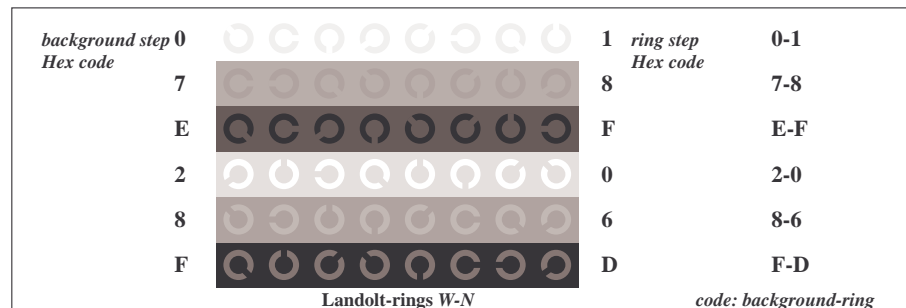 background step 0 1 ring step 0-1
Hex code Hex code
7 8 7-8
E F E-F
2 0 2-0
8 6 8-6
F D F-D
Landolt-rings W-N code: background-ring